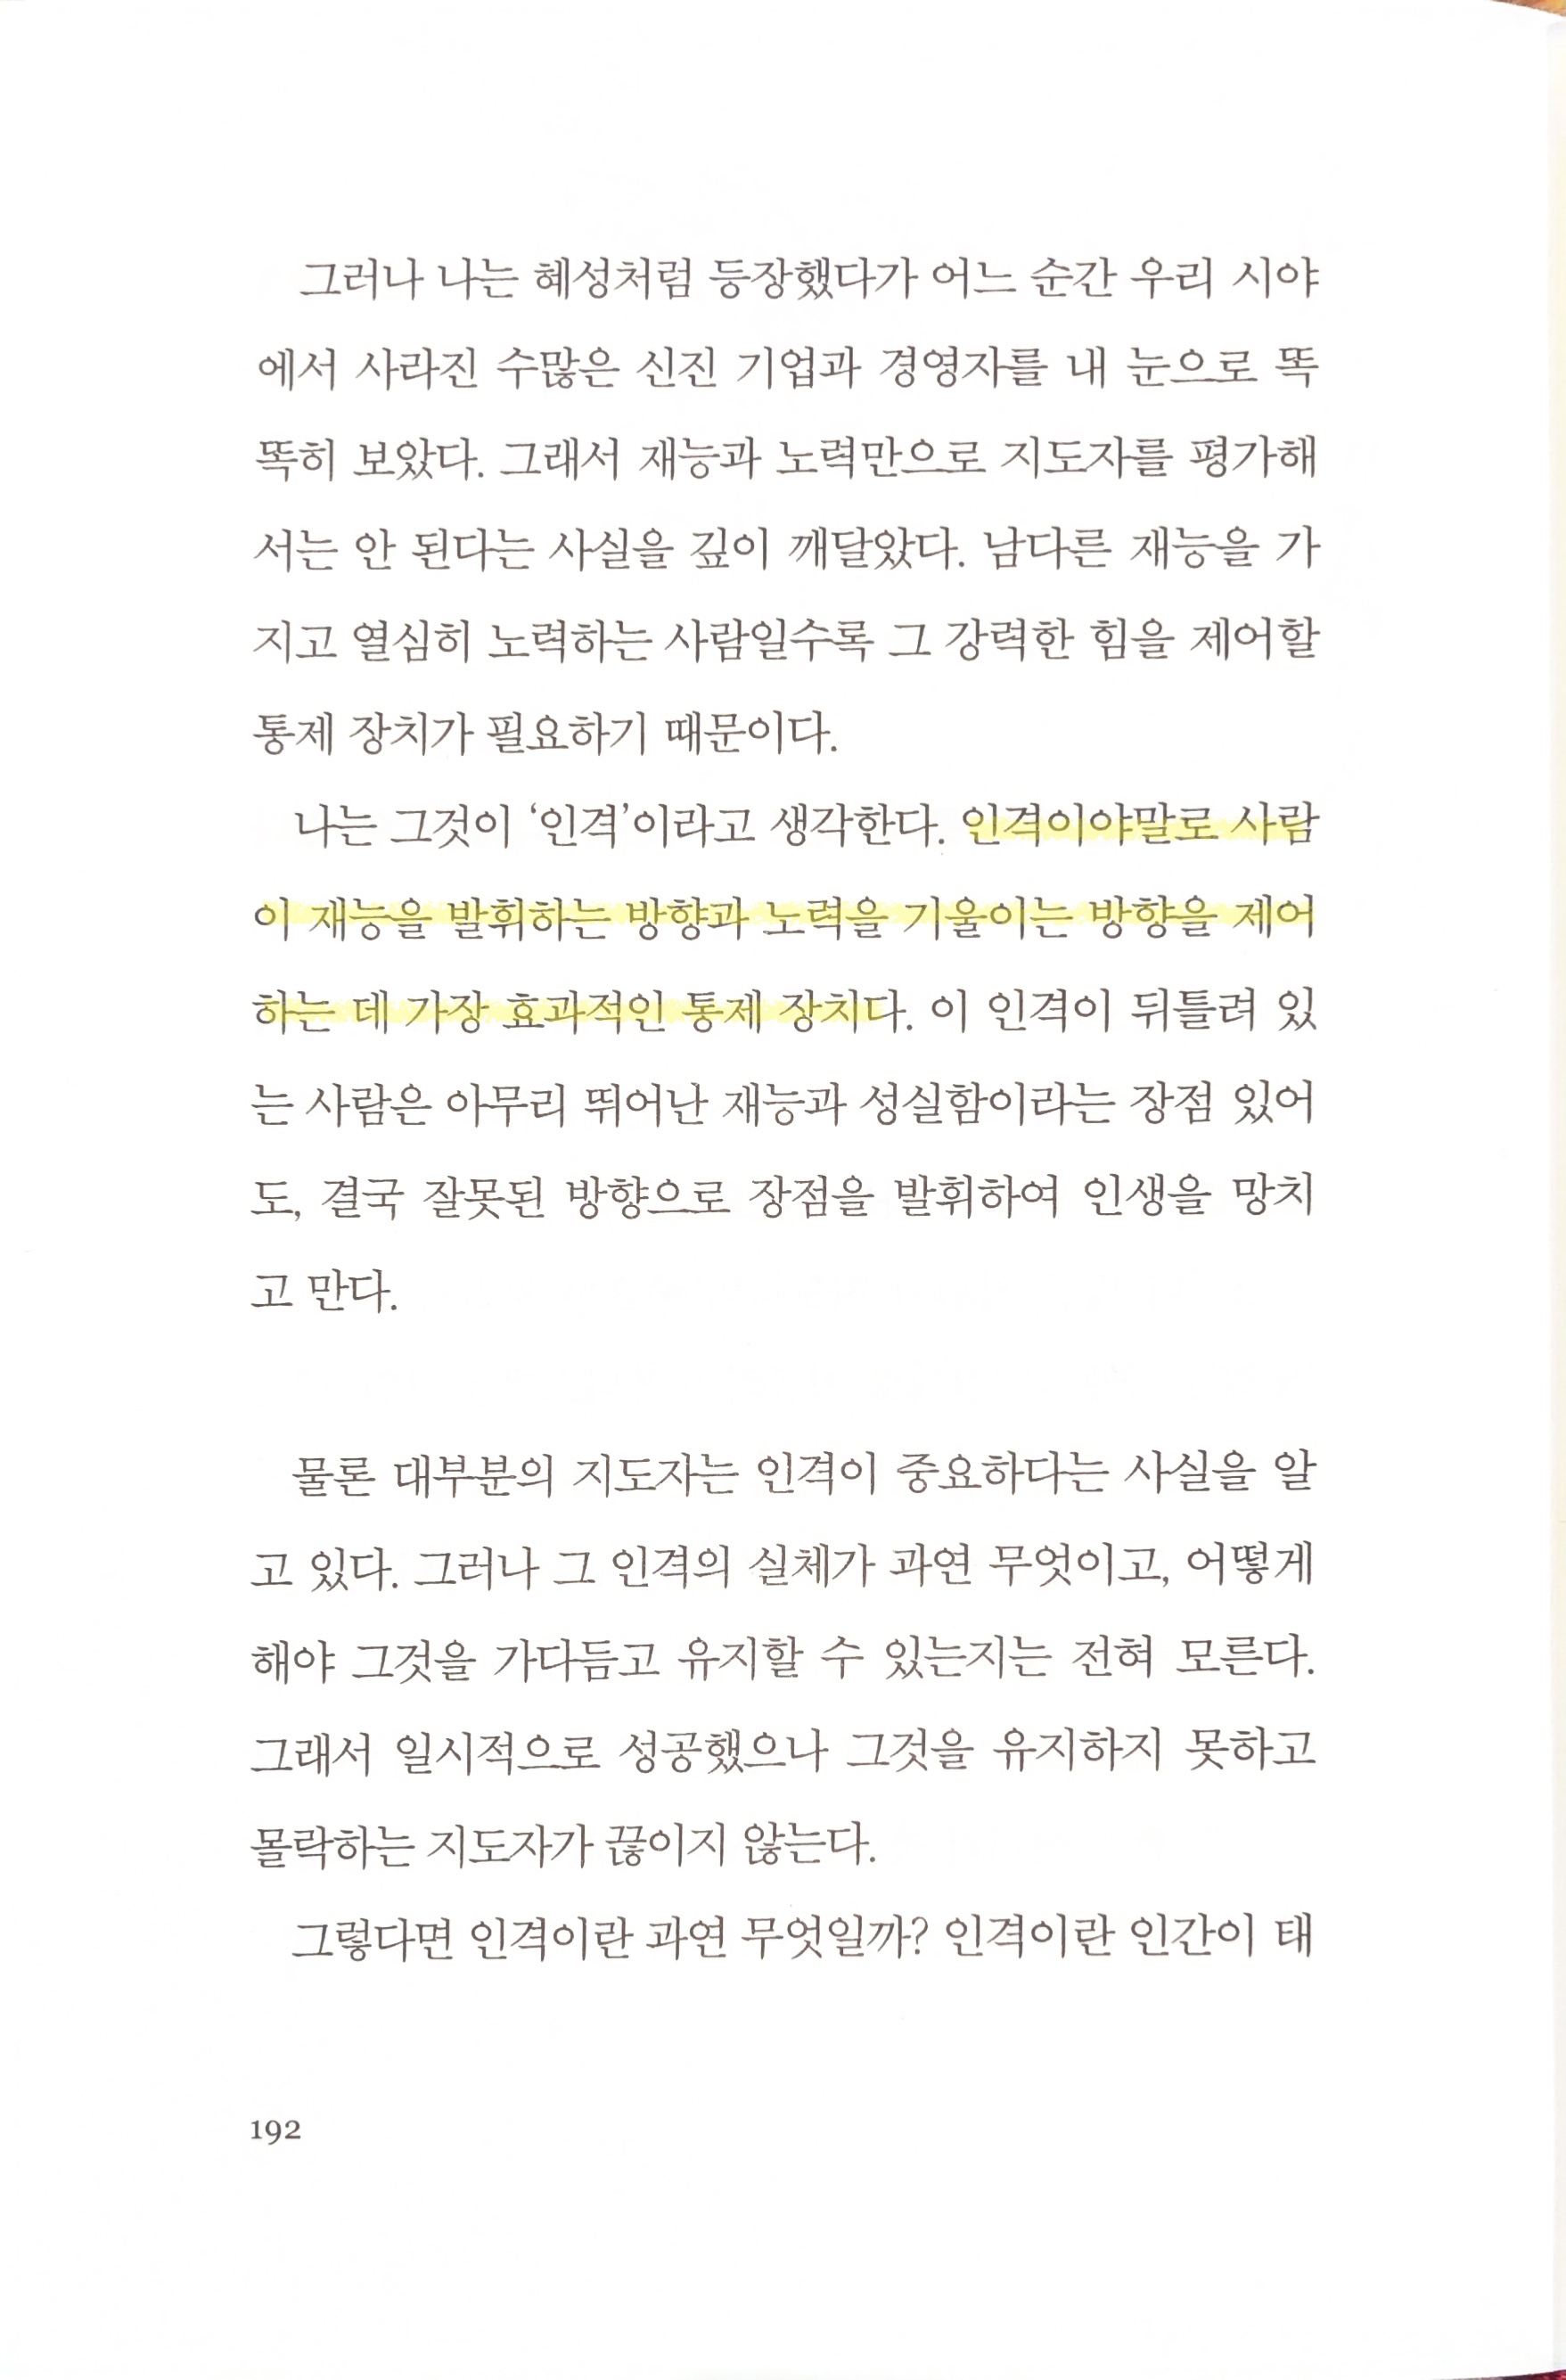 그러나 나는 혜성처럼 등장했다가 어느 순간 우리 시야
에서 사라진 수많은 신진 기업과 경영자를 내 눈으로 똑
똑히 보았다. 그래서 재능과 노력만으로 지도자를 평가해
서는 안 된다는 사실을 깊이 깨달았다. 남다른 재능을 가
지고 열심히 노력하는 사람일수록 그 강력한 힘을 제어할
통제 장치가 필요하기 때문이다.
나는 그것이 ‘인격’이라고 생각한다. 인격이야말로 사람
이 재능을 발휘하는 방향과 노력을 기울이는 방향을 제어
하는 데 가장 효과적인 통제 장치다. 이 인격이 뒤틀려 있
는 사람은 아무리 뛰어난 재능과 성실함이라는 장점 있어
도, 결국 잘못된 방향으로 장점을 발휘하여 인생을 망치
고 만다.
물론 대부분의 지도자는 인격이 중요하다는 사실을 알
고 있다. 그러나 그 인격의 실체가 과연 무엇이고, 어떻게
해야 그것을 가다듬고 유지할 수 있는지는 전혀 모른다.
그래서 일시적으로 성공했으나 그것을 유지하지 못하고
몰락하는 지도자가 끊이지 않는다.
그렇다면 인격이란 과연 무엇일까? 인격이란 인간이 태
192